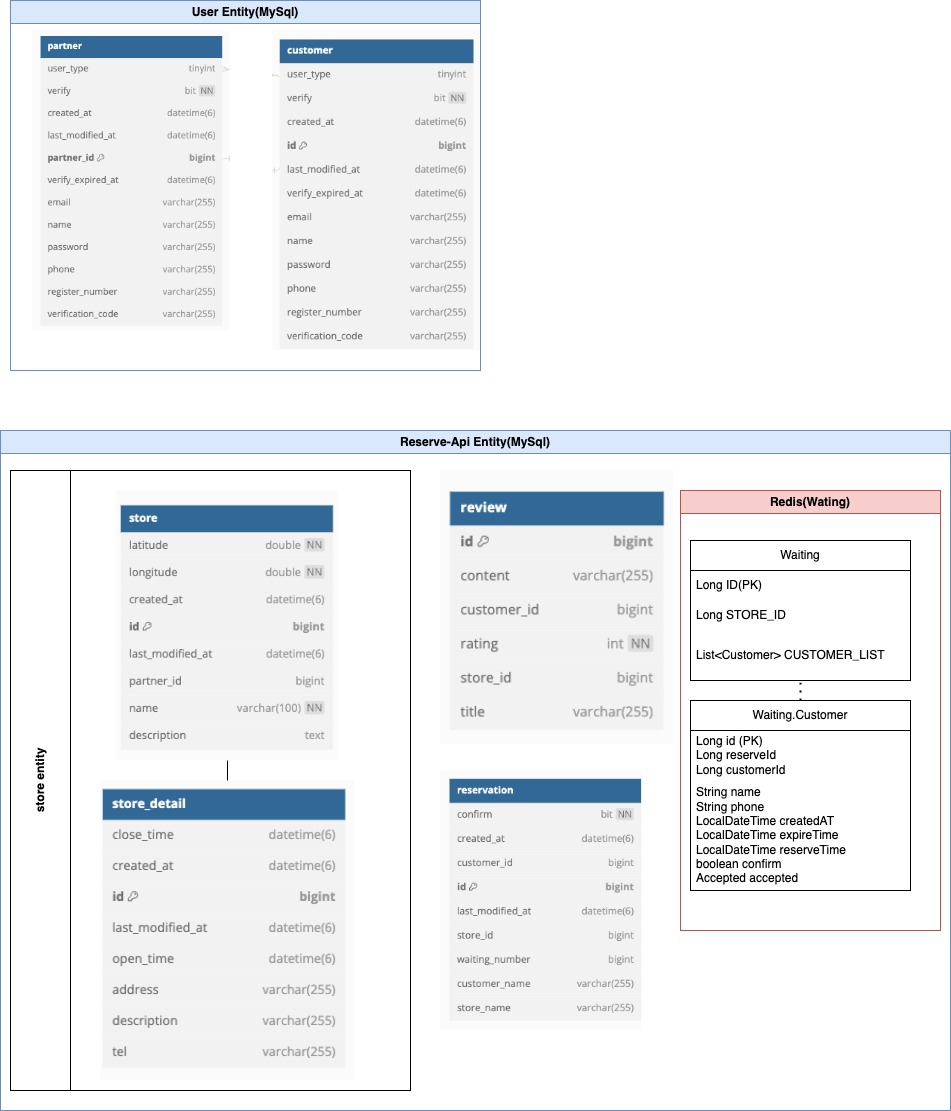 User Entity(MySql)
partner
user_type tinyint
verify bit NN
created_at datetime(6)
last_modified_at datetime(6)
partner_id bigint
verify_expired_at datetime(6)
email varchar(255)
name varchar(255)
password varchar(255)
phone varchar(255)
register_number varchar(255)
verification_code varchar(255)
customer
user_type tinyint
verify bit NN
created_at datetime(6)
id bigint
last_modified_at datetime(6)
verify_expired_at datetime(6)
email varchar(255)
name varchar(255)
password varchar(255)
phone varchar(255)
register_number varchar(255)
verification_code varchar(255)
Reserve-Api Entity(MySql)
store entity
store
latitude double NN
longitude double NN
created_at datetime(6)
id bigint
last_modified_at datetime(6)
partner_id bigint
name varchar(100) NN
description text
store_detail
close_time datetime(6)
created_at datetime(6)
id bigint
last_modified_at datetime(6)
open_time datetime(6)
address varchar(255)
description varchar(255)
tel varchar(255)
review
id bigint
content varchar(255)
customer_id bigint
rating int NN
store_id bigint
title varchar(255)
reservation
confirm bit NN
created_at datetime(6)
customer_id bigint
id bigint
last_modified_at datetime(6)
store_id bigint
waiting_number bigint
customer_name varchar(255)
store_name varchar(255)
Redis(Wating)
Waiting
Long ID(PK)
Long STORE_ID
List<Customer> CUSTOMER_LIST
Waiting.Customer
Long id (PK)
Long reserveId
Long customerId
String name
String phone
LocalDateTime createdAT
LocalDateTime expireTime
LocalDateTime reserveTime
boolean confirm
Accepted accepted